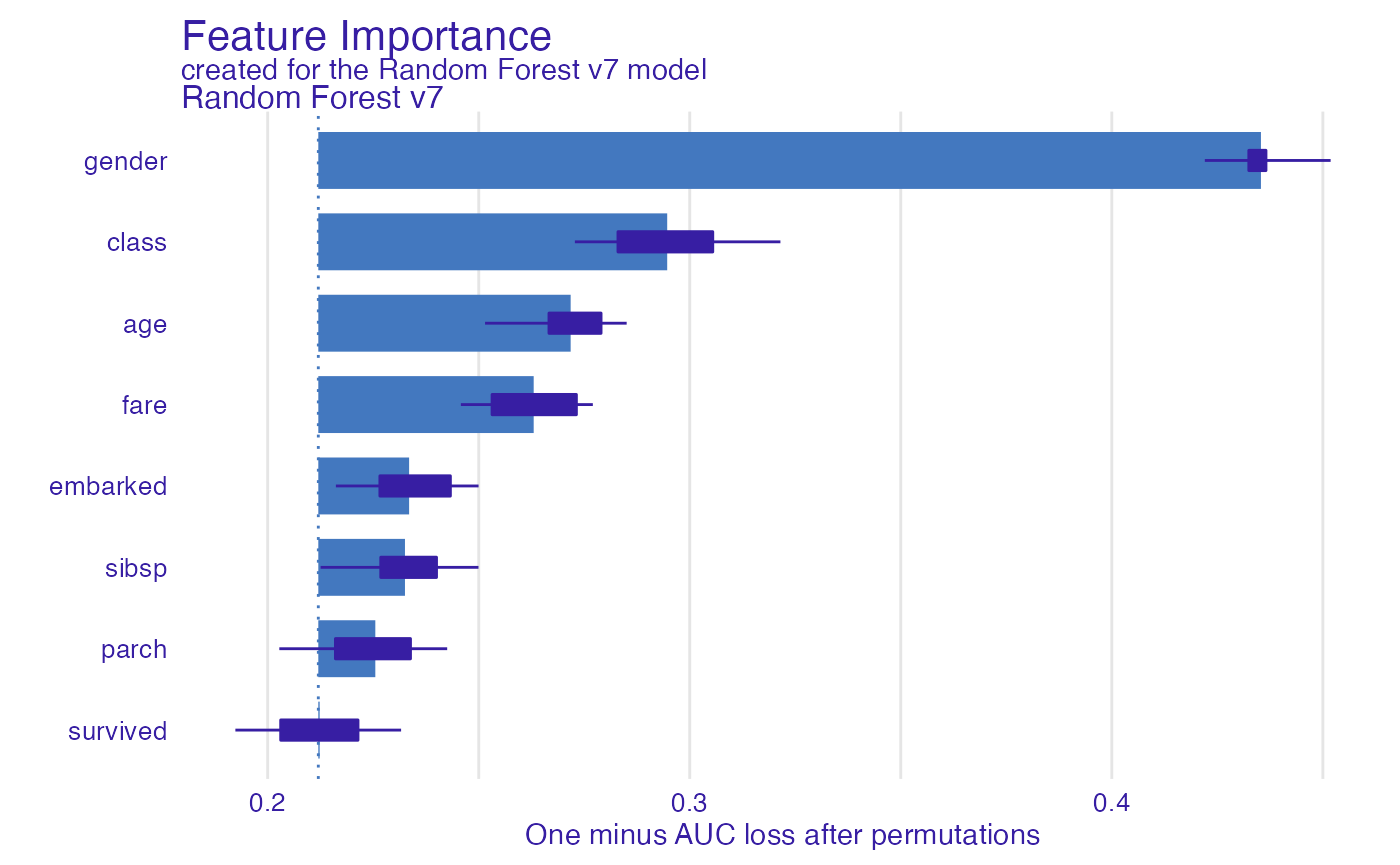 Feature Importance
created for the Random Forest v7 model
Random Forest v7
gender
class
age
fare
embarked
sibsp
parch
survived
0.2 0.3 0.4
One minus AUC loss after permutations